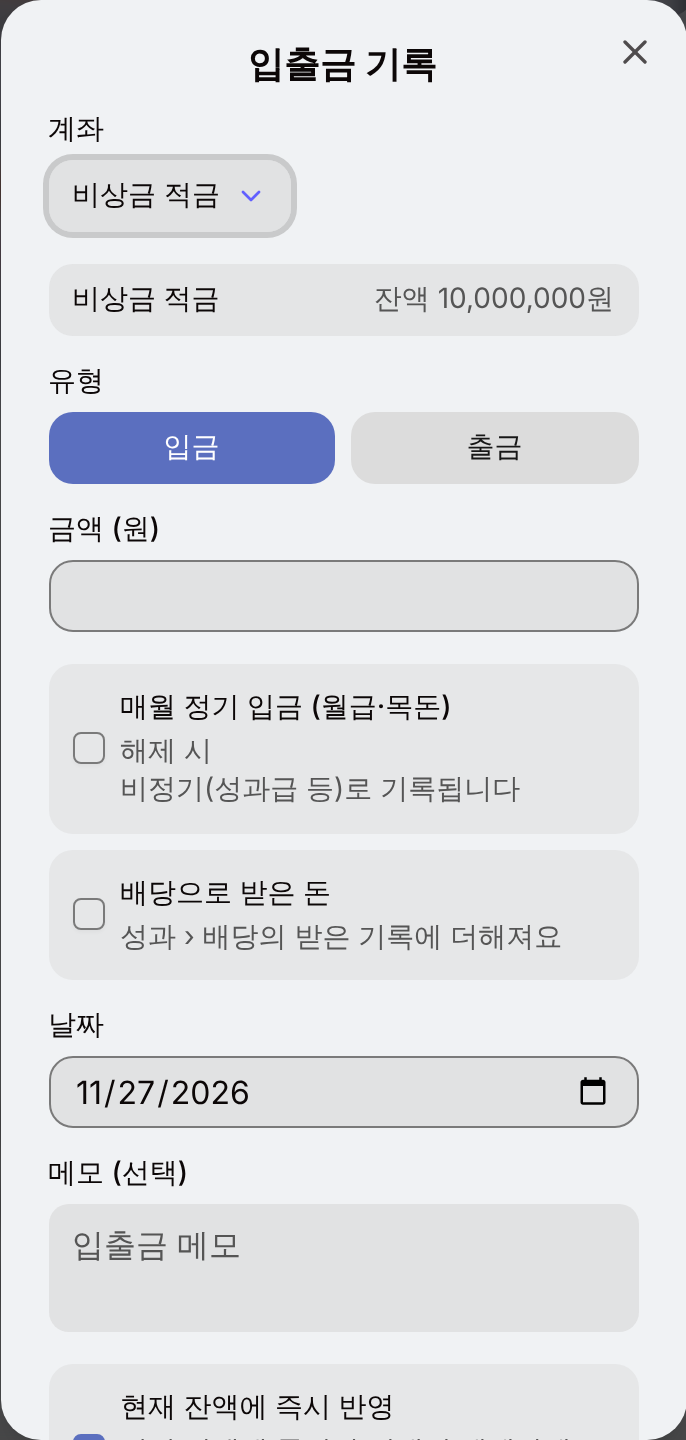 입출금 기록
계좌
비상금 적금
비상금 적금 잔액 10,000,000원
유형
입금 출금
금액 (원)
매월 정기 입금 (월급·목돈)
해제 시
비정기(성과급 등)로 기록됩니다
배당으로 받은 돈
성과 › 배당의 받은 기록에 더해져요
날짜
11/27/2026
메모 (선택)
입출금 메모
현재 잔액에 즉시 반영